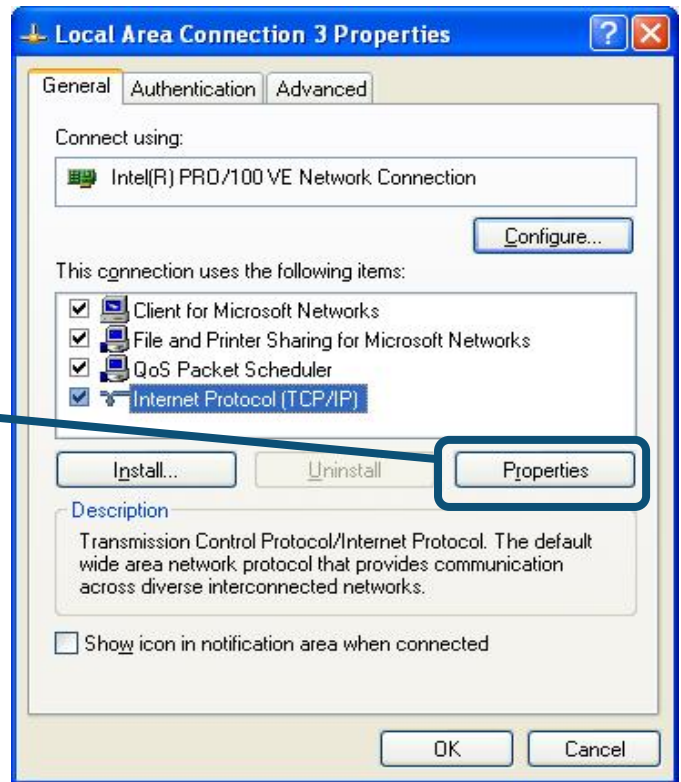 Local Area Connection 3 Properties
General Authentication Advanced
Connect using:
Intel(R) PRO/100 VE Network Connection
Configure...
This connection uses the following items:
Client for Microsoft Networks
File and Printer Sharing for Microsoft Networks
QoS Packet Scheduler
Internet Protocol (TCP/IP)
Install... Uninstall Properties
Description
Transmission Control Protocol/Internet Protocol. The default
wide area network protocol that provides communication
across diverse interconnected networks.
Show icon in notification area when connected
OK Cancel